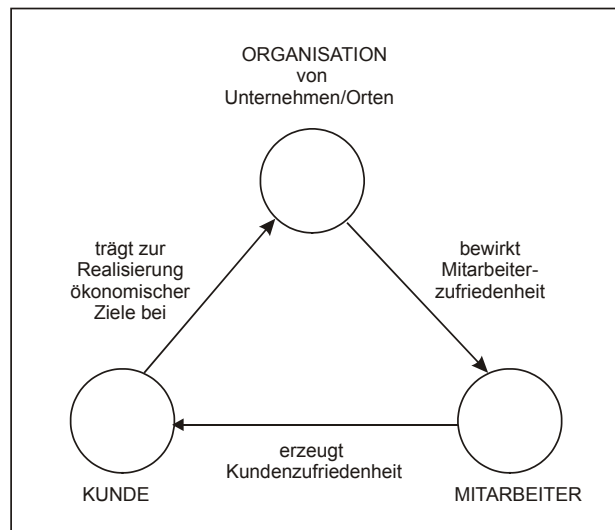 ORGANISATION
von
Unternehmen/Orten
trägt zur
Realisierung
ökonomischer
Ziele bei
bewirkt
Mitarbeiter-
zufriedenheit
erzeugt
Kundenzufriedenheit
KUNDE
MITARBEITER